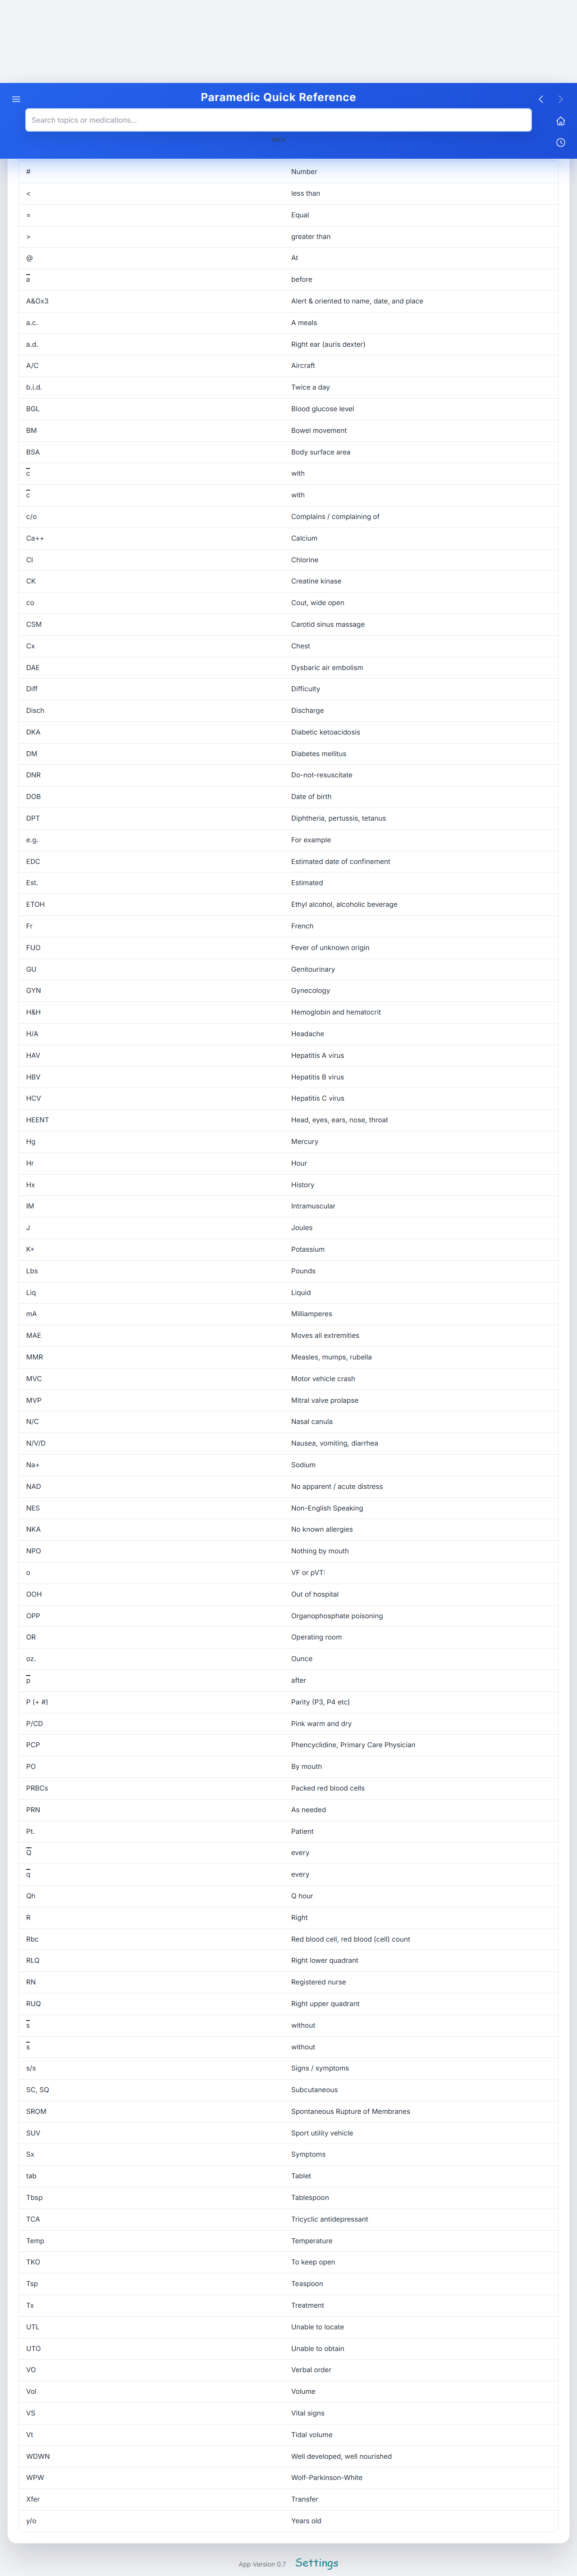 Paramedic Quick Reference
Search topics or medications...
# Number
< less than
= Equal
> greater than
@ At
a̅ before
A&Ox3 Alert & oriented to name, date, and place
a.c. A meals
a.d. Right ear (auris dexter)
A/C Aircraft
b.i.d. Twice a day
BGL Blood glucose level
BM Bowel movement
BSA Body surface area
c̅ with
c̅ with
c/o Complains / complaining of
Ca++ Calcium
Cl Chlorine
CK Creatine kinase
co Cout, wide open
CSM Carotid sinus massage
Cx Chest
DAE Dysbaric air embolism
Diff Difficulty
Disch Discharge
DKA Diabetic ketoacidosis
DM Diabetes mellitus
DNR Do-not-resuscitate
DOB Date of birth
DPT Diphtheria, pertussis, tetanus
e.g. For example
EDC Estimated date of confinement
Est. Estimated
ETOH Ethyl alcohol, alcoholic beverage
Fr French
FUO Fever of unknown origin
GU Genitourinary
GYN Gynecology
H&H Hemoglobin and hematocrit
H/A Headache
HAV Hepatitis A virus
HBV Hepatitis B virus
HCV Hepatitis C virus
HEENT Head, eyes, ears, nose, throat
Hg Mercury
Hr Hour
Hx History
IM Intramuscular
J Joules
K+ Potassium
Lbs Pounds
Liq Liquid
mA Milliamperes
MAE Moves all extremities
MMR Measles, mumps, rubella
MVC Motor vehicle crash
MVP Mitral valve prolapse
N/C Nasal canula
N/V/D Nausea, vomiting, diarrhea
Na+ Sodium
NAD No apparent / acute distress
NES Non-English Speaking
NKA No known allergies
NPO Nothing by mouth
o VF or pVT:
OOH Out of hospital
OPP Organophosphate poisoning
OR Operating room
oz. Ounce
p̅ after
P (+ #) Parity (P3, P4 etc)
P/CD Pink warm and dry
PCP Phencyclidine, Primary Care Physician
PO By mouth
PRBCs Packed red blood cells
PRN As needed
Pt. Patient
Q̅ every
q̅ every
Qh Q hour
R Right
Rbc Red blood cell, red blood (cell) count
RLQ Right lower quadrant
RN Registered nurse
RUQ Right upper quadrant
s̅ without
s̅ without
s/s Signs / symptoms
SC, SQ Subcutaneous
SROM Spontaneous Rupture of Membranes
SUV Sport utility vehicle
Sx Symptoms
tab Tablet
Tbsp Tablespoon
TCA Tricyclic antidepressant
Temp Temperature
TKO To keep open
Tsp Teaspoon
Tx Treatment
UTL Unable to locate
UTO Unable to obtain
VO Verbal order
Vol Volume
VS Vital signs
Vt Tidal volume
WDWN Well developed, well nourished
WPW Wolf-Parkinson-White
Xfer Transfer
y/o Years old
App Version 0.7 Settings